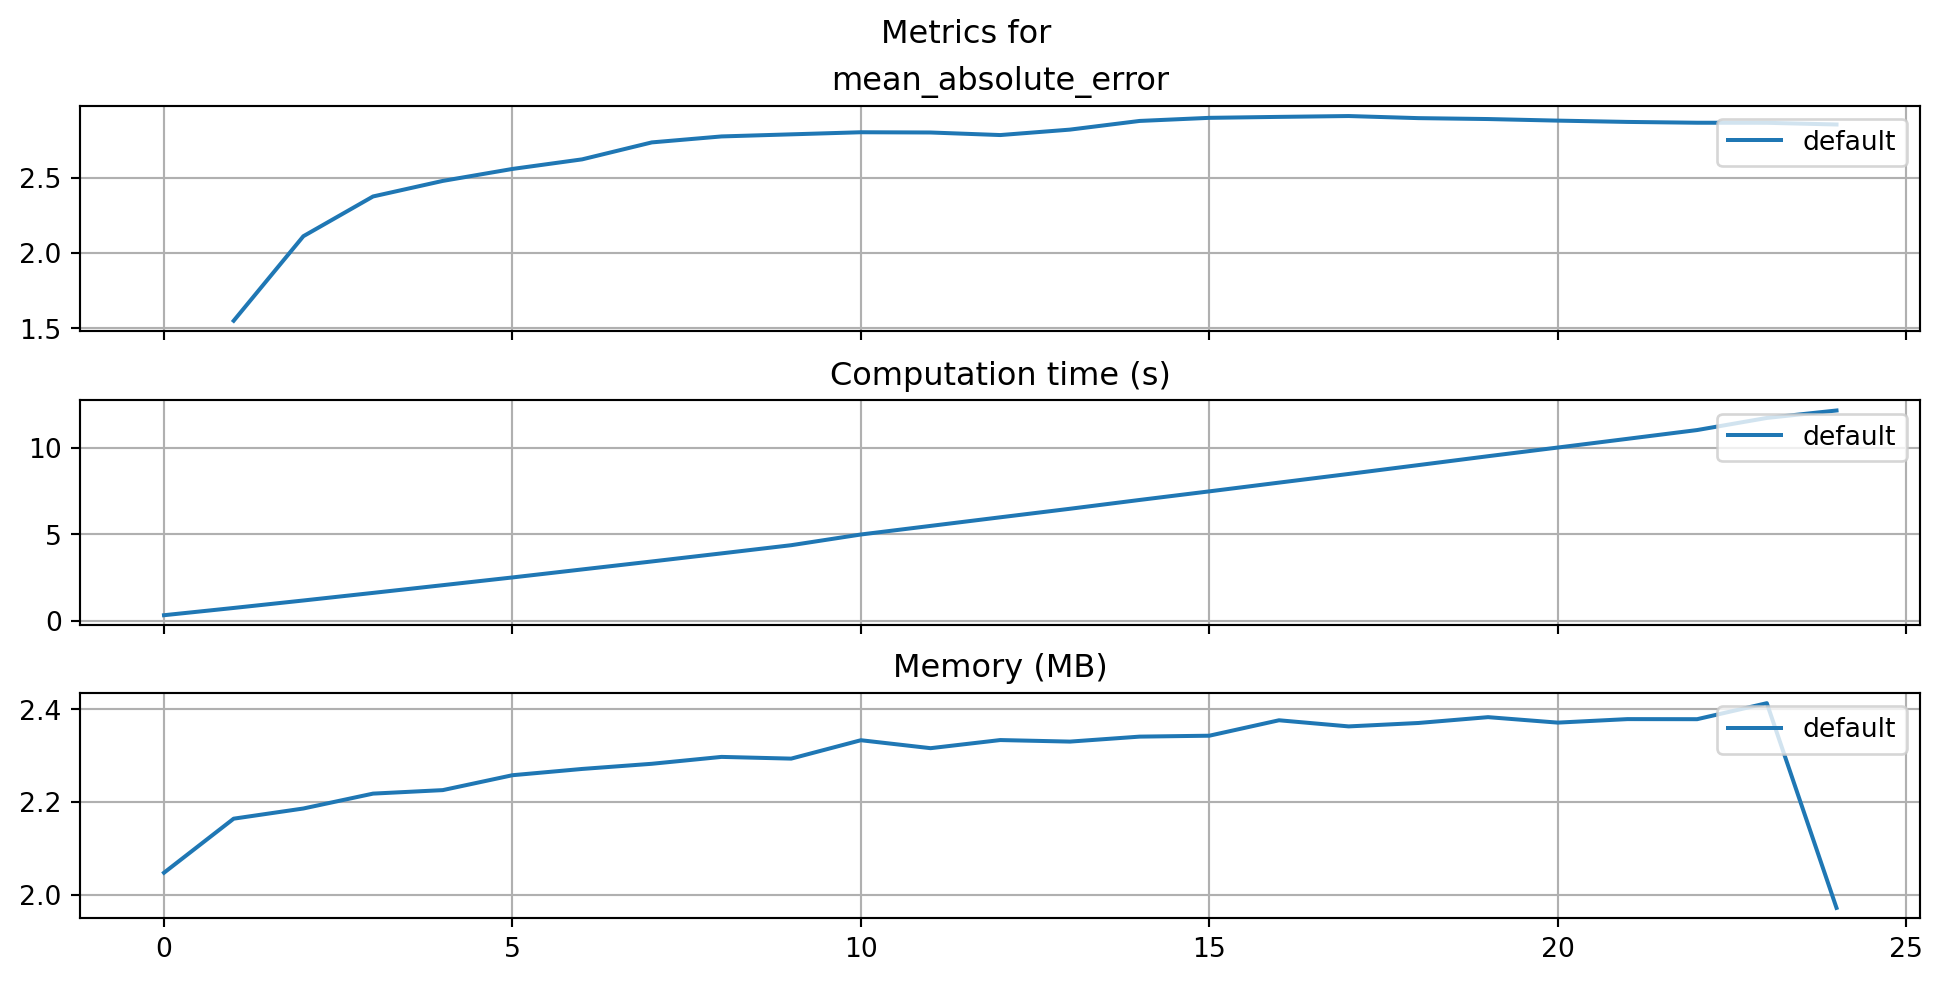 Metrics for
mean_absolute_error
2.5
2.0
1.5
default
Computation time (s)
10
5
0
default
Memory (MB)
2.4
2.2
2.0
default
0 5 10 15 20 25